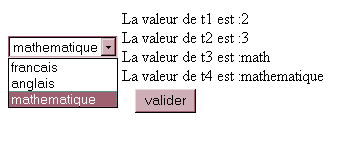 La valeur de t1 est :2
La valeur de t2 est :3
La valeur de t3 est :math
La valeur de t4 est :mathematique
mathematique
francais
anglais
mathematique
valider